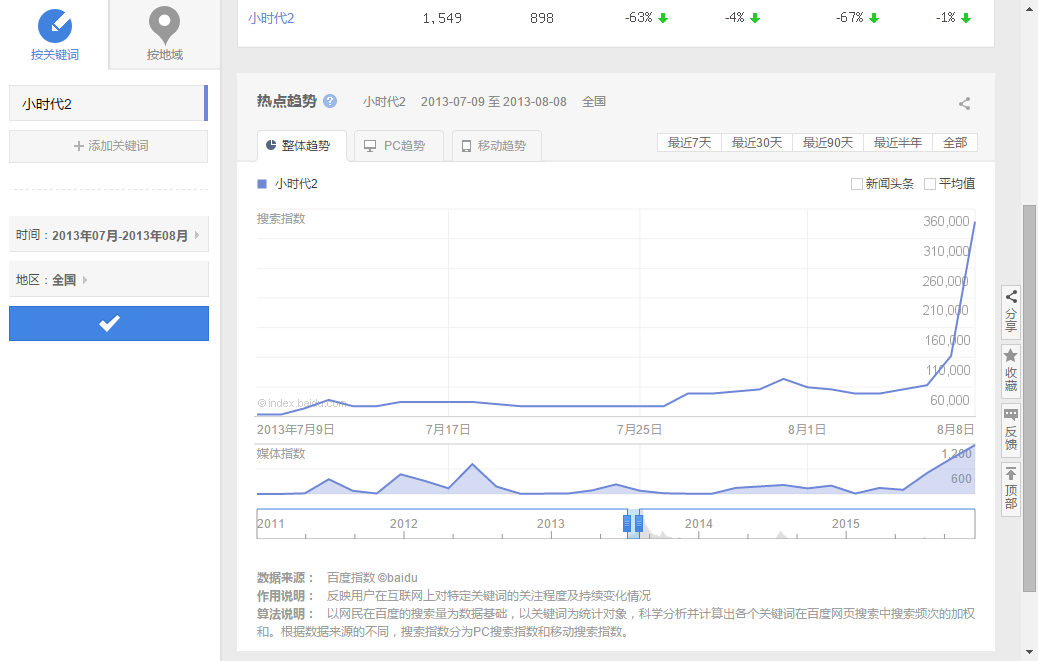 按关键词
按地域
小时代2
+ 添加关键词
时间：2013年07月-2013年08月
地区：全国
小时代2 1,549 898 -63% -4% -67% -1%
热点趋势 ? 小时代2 2013-07-09 至 2013-08-08 全国
整体趋势 PC趋势 移动趋势
最近7天 最近30天 最近90天 最近半年 全部
小时代2
新闻头条 平均值
搜索指数
360,000
310,000
260,000
210,000
160,000
110,000
60,000
© index.baidu.com
2013年7月9日 7月17日 7月25日 8月1日 8月8日
媒体指数
1,200
600
2011 2012 2013 2014 2015
数据来源： 百度指数 ©baidu
作用说明： 反映用户在互联网上对特定关键词的关注程度及持续变化情况
算法说明： 以网民在百度的搜索量为数据基础，以关键词为统计对象，科学分析并计算出各个关键词在百度网页搜索中搜索频次的加权
和。根据数据来源的不同，搜索指数分为PC搜索指数和移动搜索指数。
分享
收藏
反馈
顶部